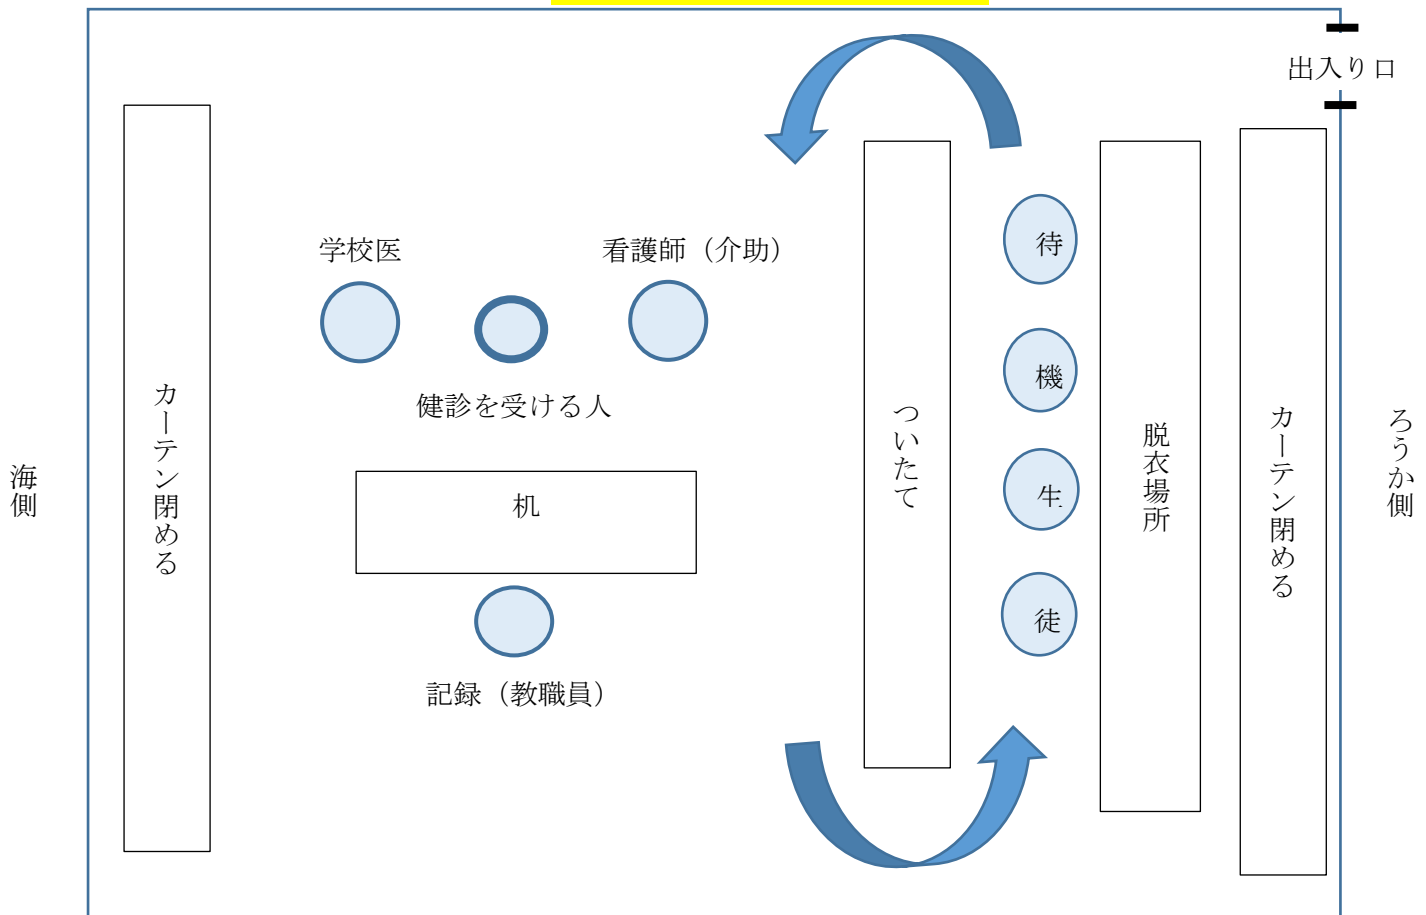 出入り口
学校医
看護師（介助）
健診を受ける人
机
記録（教職員）
海側
カーテン閉める
ついたて
待
機
生
徒
脱衣場所
カーテン閉める
ろうか側